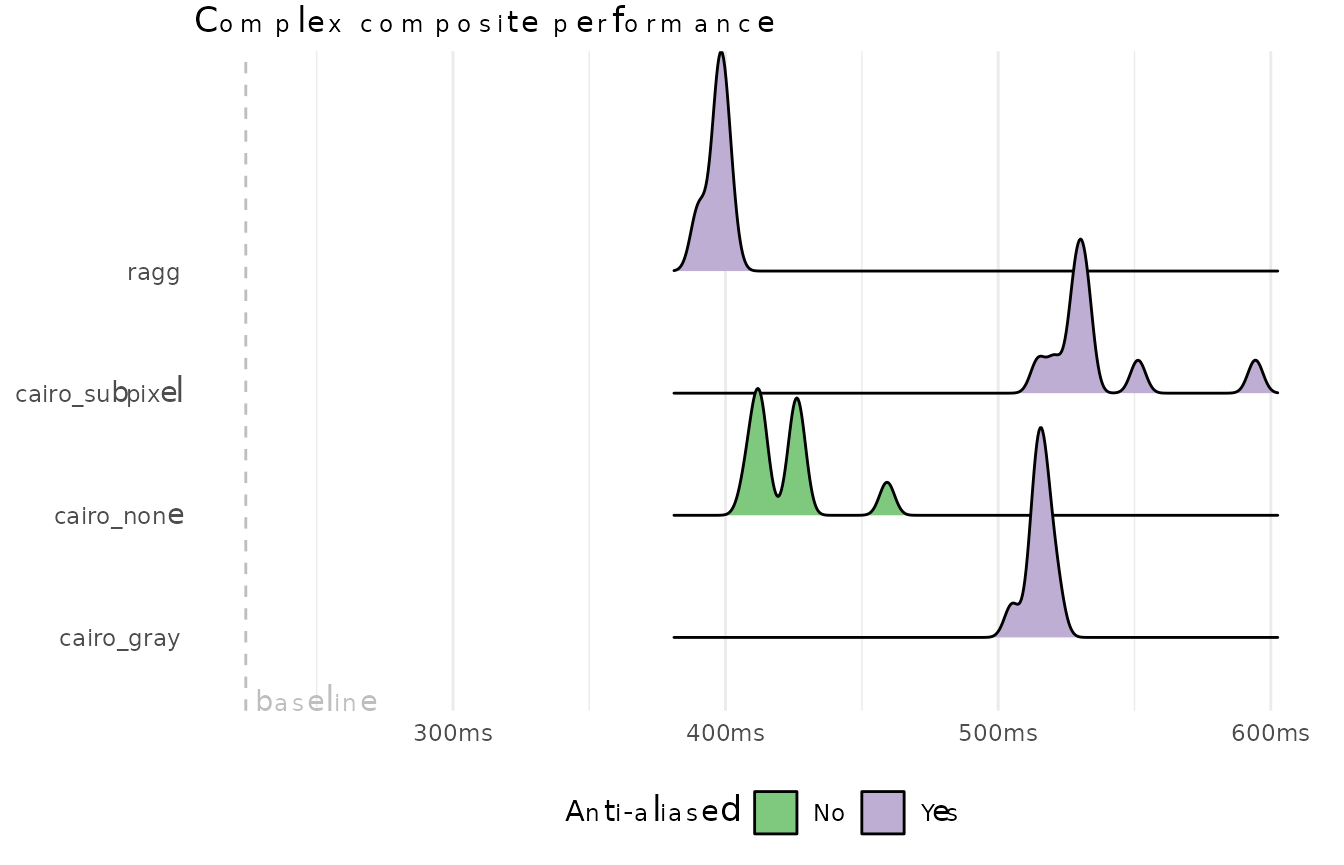 Complex composite performance
ragg
cairo_subpixel
cairo_none
cairo_gray
baseline
300ms 400ms 500ms 600ms
Anti-aliased No Yes